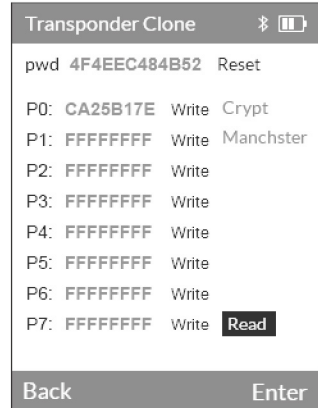 Transponder Clone
pwd 4F4EEC484B52 Reset
P0: CA25B17E Write Crypt
P1: FFFFFFFF Write Manchster
P2: FFFFFFFF Write
P3: FFFFFFFF Write
P4: FFFFFFFF Write
P5: FFFFFFFF Write
P6: FFFFFFFF Write
P7: FFFFFFFF Write Read
Back Enter